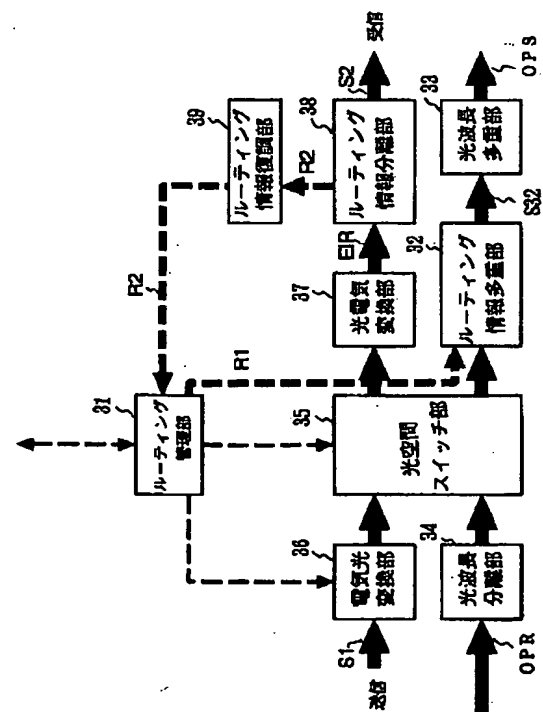 31
ルーティング
管理部
R2
39
ルーティング
情報復調部
R2
R1
送信
S1
36
電気光
変換部
35
光空間
スイッチ部
37
光電気
変換部
EIR
38
ルーティング
情報分離部
S2
受信
OPR
34
光波長
分離部
32
ルーティング
情報多重部
S32
33
光波長
多重部
OPS